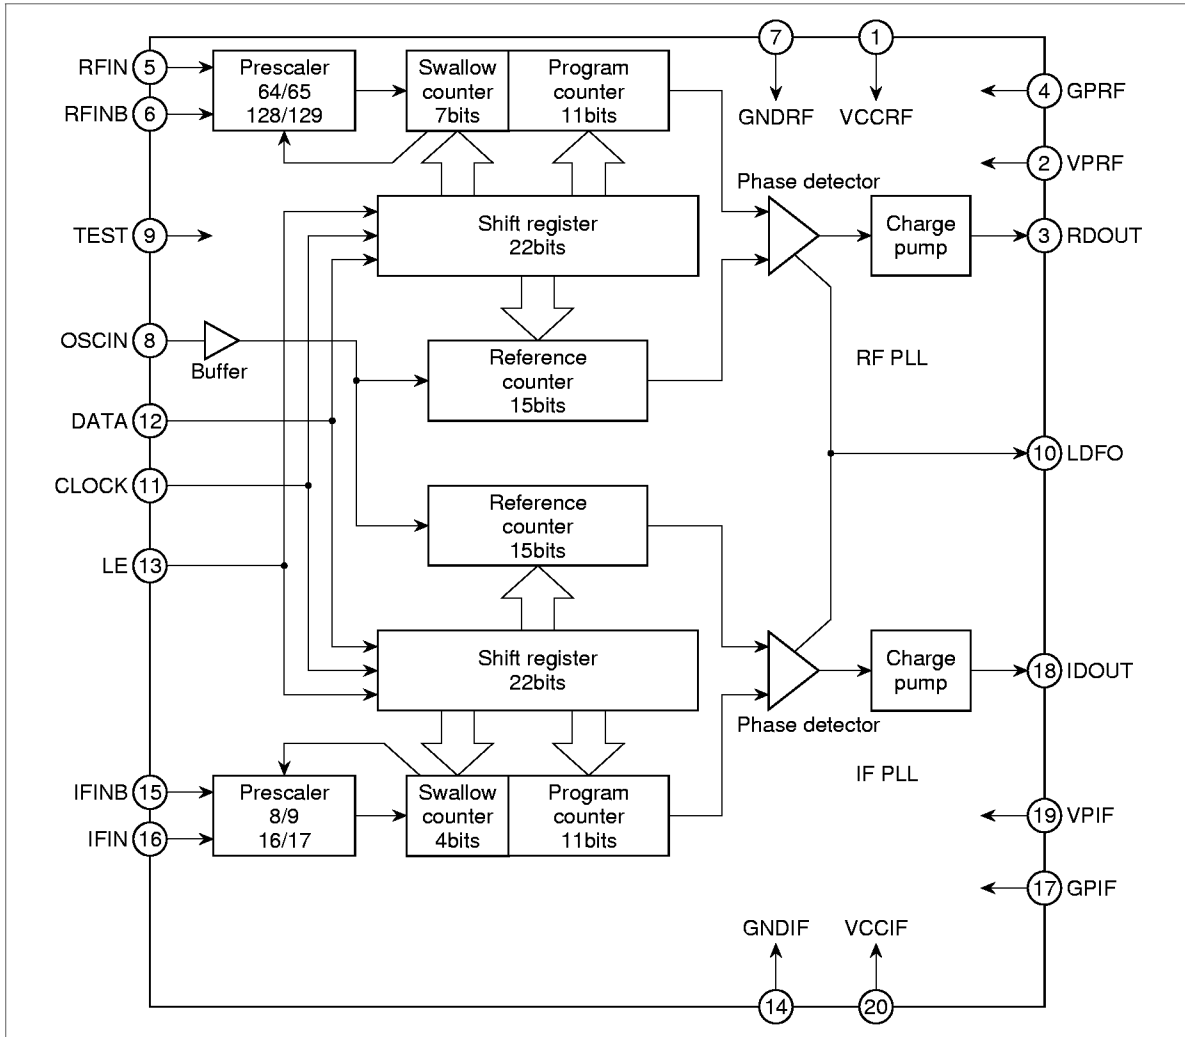 7
1
RFIN 5
Prescaler
64/65
128/129
Swallow
counter
7bits
Program
counter
11bits
4 GPRF
RFINB 6
GNDRF
VCCRF
2 VPRF
Phase detector
TEST 9
Shift register
22bits
Charge
pump
3 RDOUT
OSCIN 8
Buffer
Reference
counter
15bits
RF PLL
DATA 12
10 LDFO
CLOCK 11
Reference
counter
15bits
LE 13
Shift register
22bits
Charge
pump
18 IDOUT
Phase detector
IF PLL
IFINB 15
Prescaler
8/9
16/17
Swallow
counter
4bits
Program
counter
11bits
19 VPIF
IFIN 16
17 GPIF
GNDIF
VCCIF
14
20